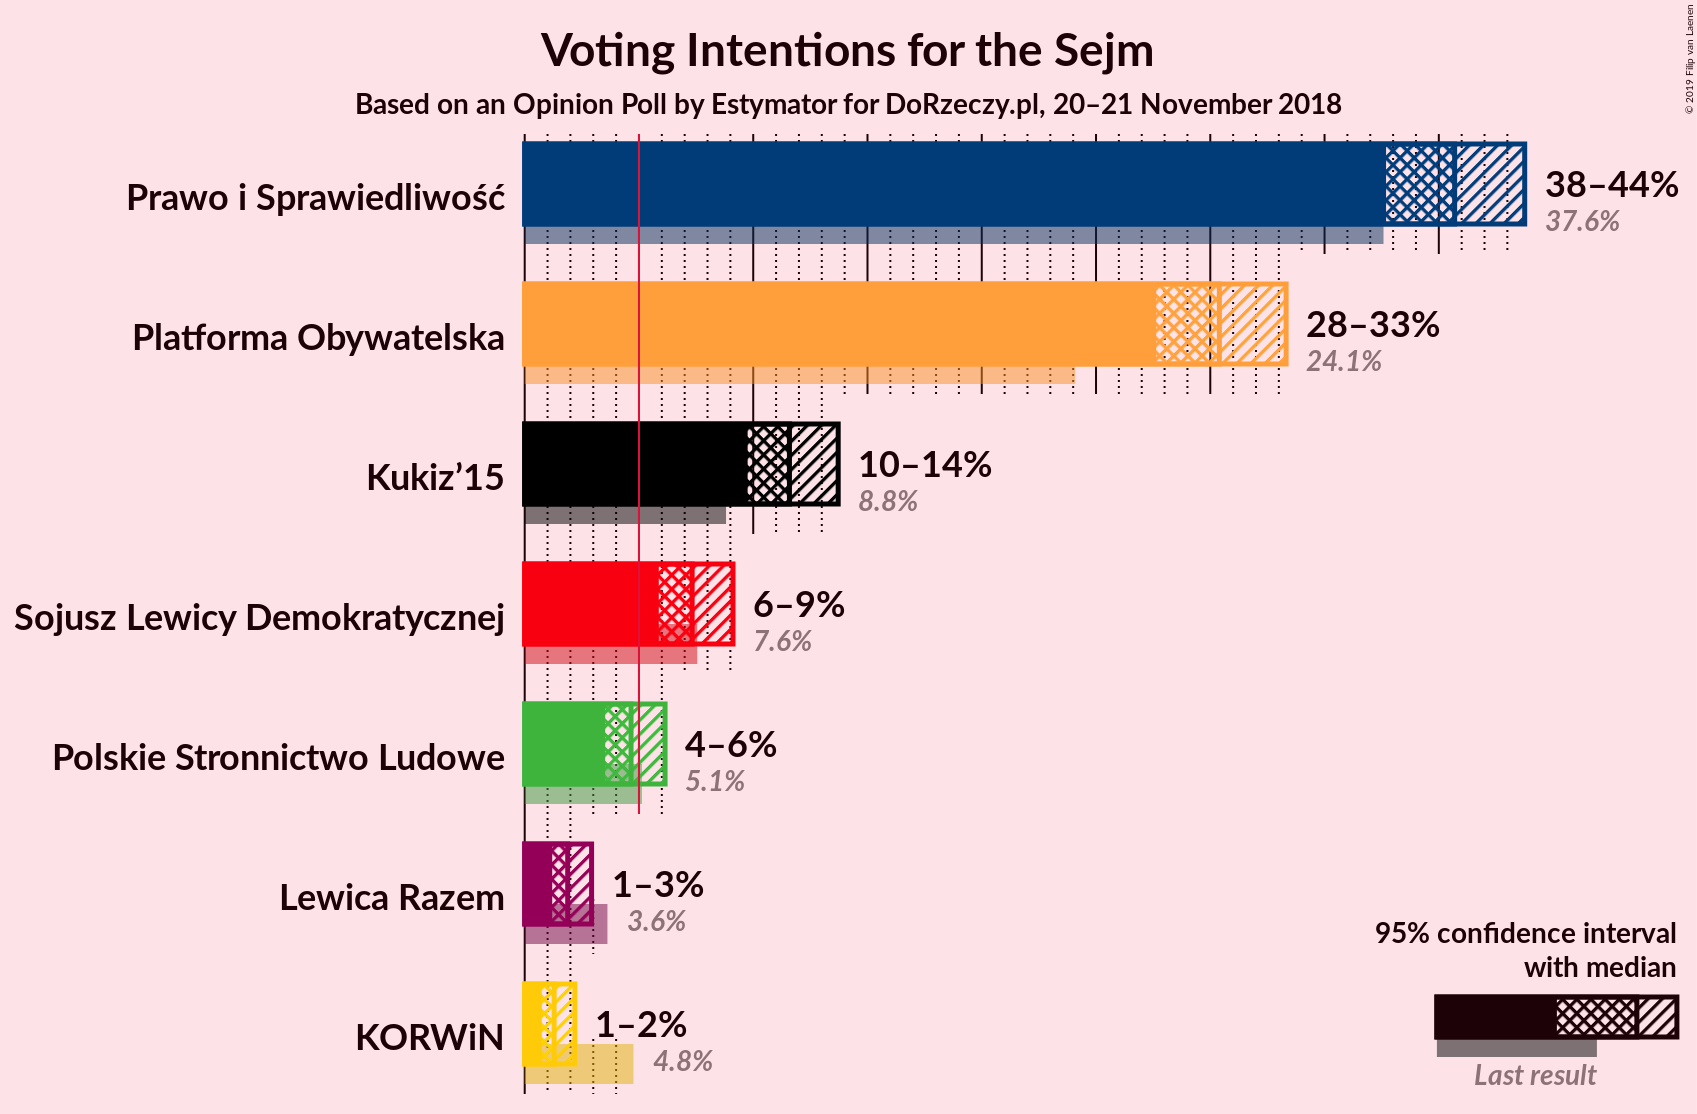 Voting Intentions for the Sejm
Based on an Opinion Poll by Estymator for DoRzeczy.pl, 20–21 November 2018
© 2019 Filip van Laenen
Prawo i Sprawiedliwość
38–44%
37.6%
Platforma Obywatelska
28–33%
24.1%
Kukiz’15
10–14%
8.8%
Sojusz Lewicy Demokratycznej
6–9%
7.6%
Polskie Stronnictwo Ludowe
4–6%
5.1%
Lewica Razem
1–3%
3.6%
KORWiN
1–2%
4.8%
95% confidence interval
with median
Last result